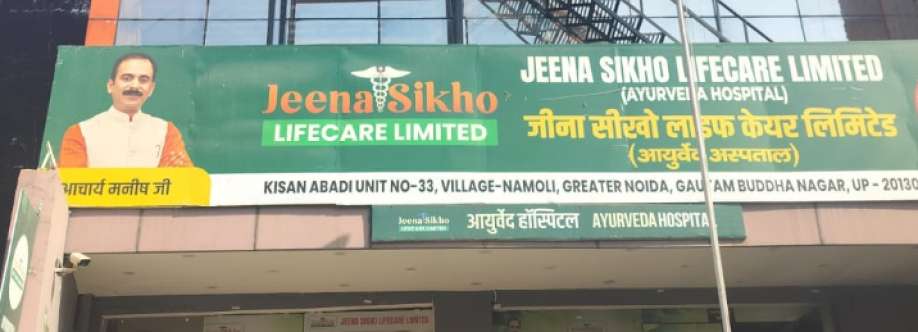 Jeena Sikho
LIFECARE LIMITED
JEENA SIKHO LIFECARE LIMITED
(AYURVEDA HOSPITAL)
जीना सीखो लाइफ केयर लिमिटेड
(आयुर्वेद अस्पताल)
आचार्य मनीष जी
KISAN ABADI UNIT NO-33, VILLAGE-NAMOLI, GREATER NOIDA, GAUTAM BUDDHA NAGAR, UP - 20130
Jeena Sikho
LIFECARE LIMITED
आयुर्वेद हॉस्पिटल AYURVEDA HOSPITAL
JEENA SIKHO LIFECARE LIMITED